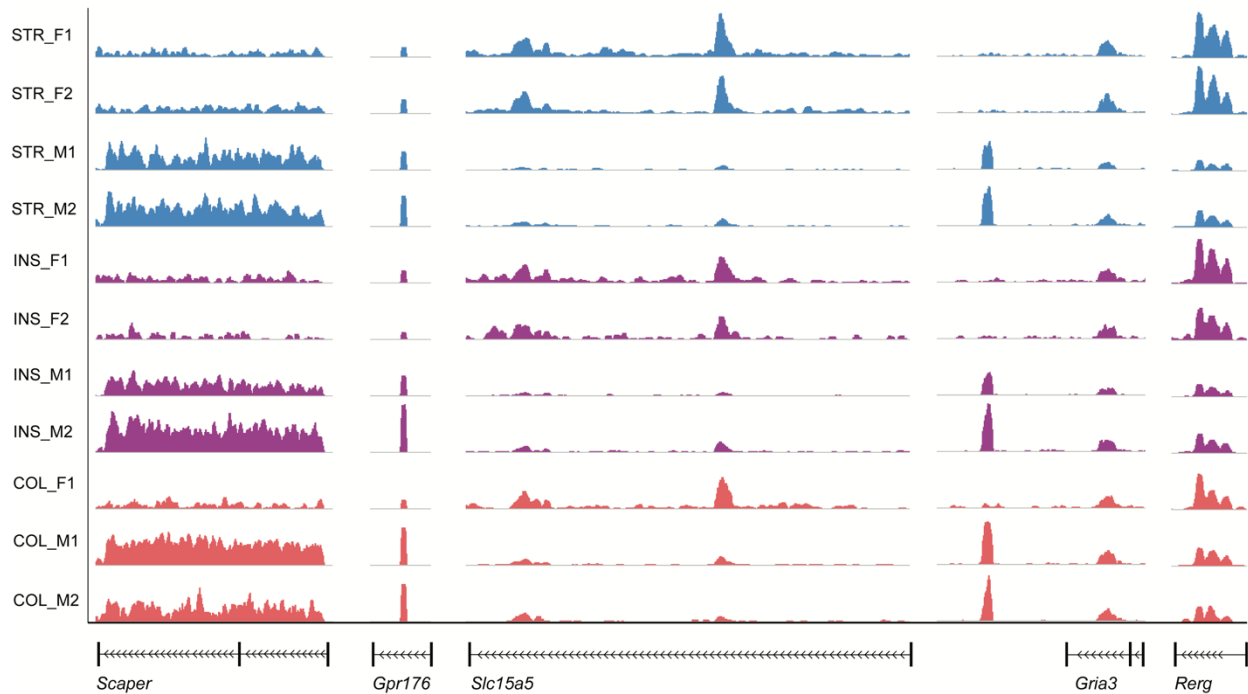 STR_F1
STR_F2
STR_M1
STR_M2
INS_F1
INS_F2
INS_M1
INS_M2
COL_F1
COL_M1
COL_M2
Scaper Gpr176 Slc15a5 Gria3 Rerg